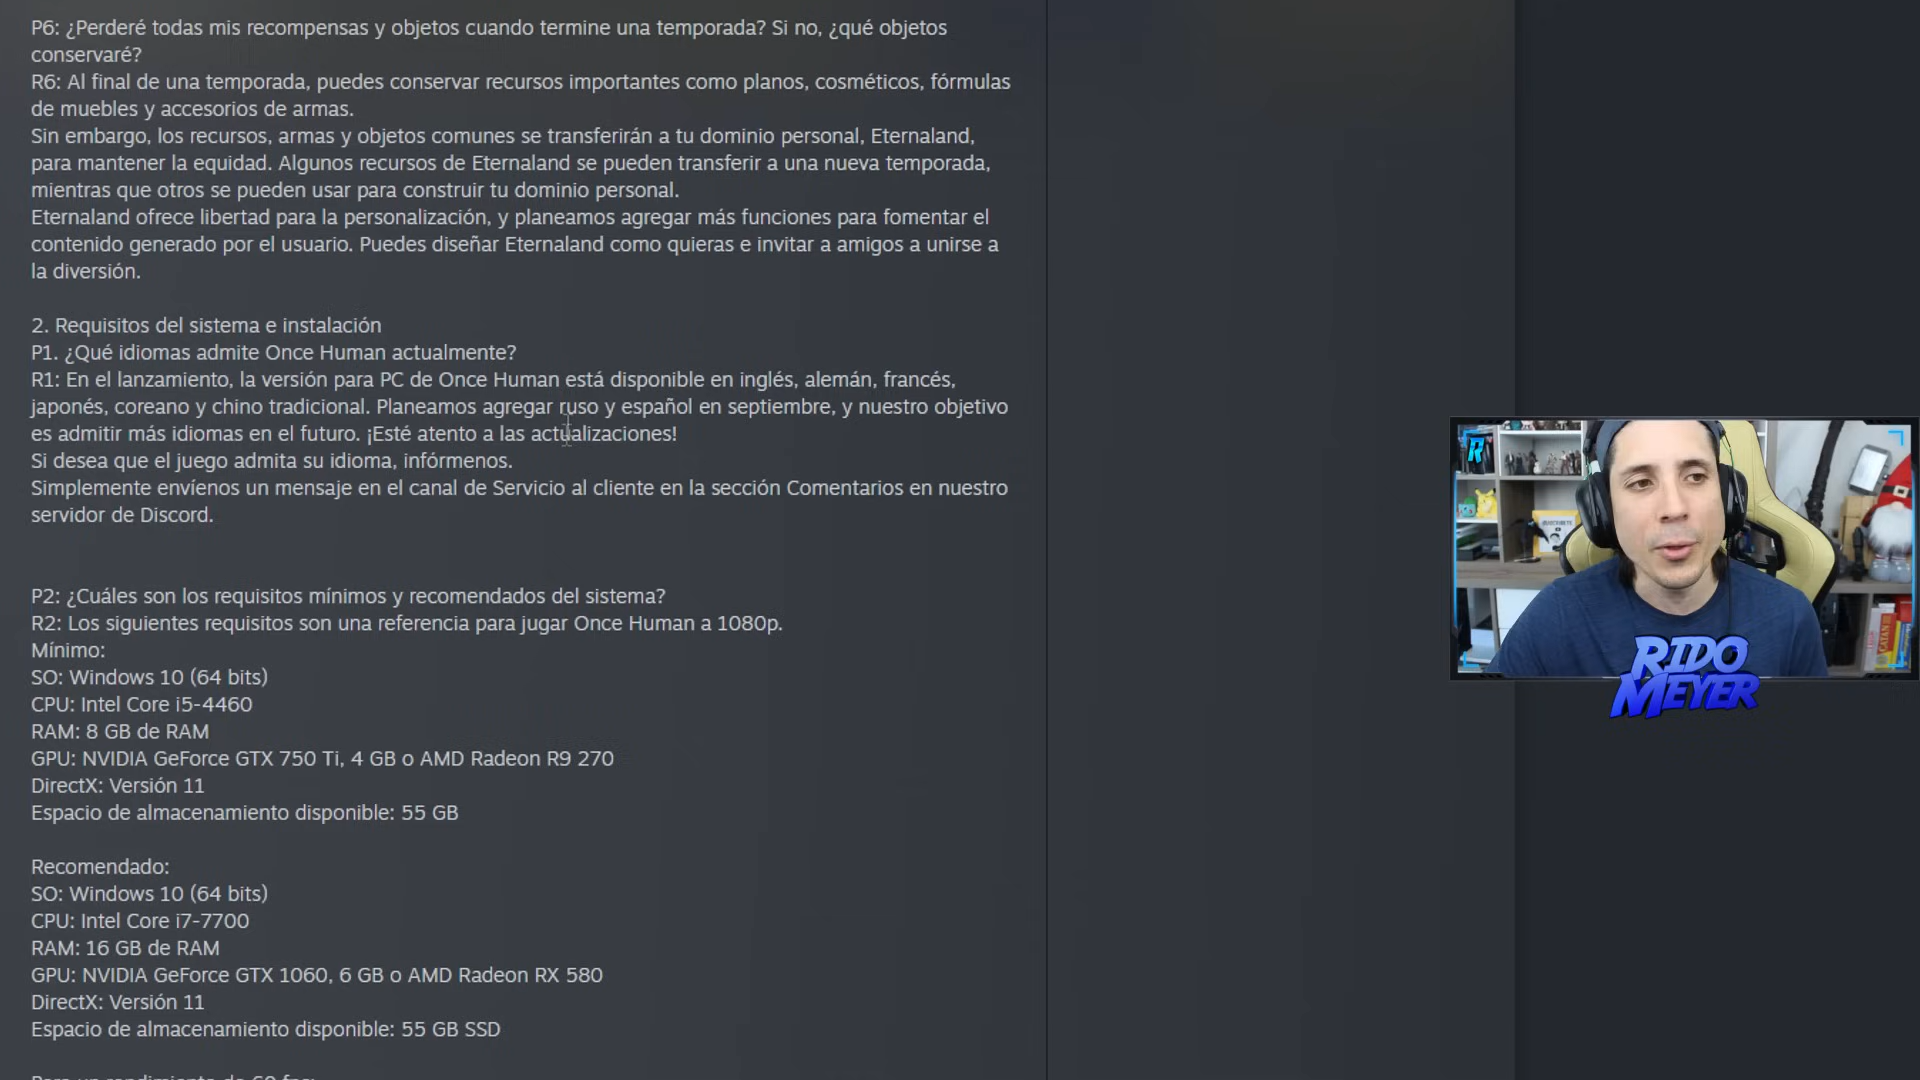 P6: ¿Perderé todas mis recompensas y objetos cuando termine una temporada? Si no, ¿qué objetos
conservaré?
R6: Al final de una temporada, puedes conservar recursos importantes como planos, cosméticos, fórmulas
de muebles y accesorios de armas.
Sin embargo, los recursos, armas y objetos comunes se transferirán a tu dominio personal, Eternaland,
para mantener la equidad. Algunos recursos de Eternaland se pueden transferir a una nueva temporada,
mientras que otros se pueden usar para construir tu dominio personal.
Eternaland ofrece libertad para la personalización, y planeamos agregar más funciones para fomentar el
contenido generado por el usuario. Puedes diseñar Eternaland como quieras e invitar a amigos a unirse a
la diversión.
2. Requisitos del sistema e instalación
P1. ¿Qué idiomas admite Once Human actualmente?
R1: En el lanzamiento, la versión para PC de Once Human está disponible en inglés, alemán, francés,
japonés, coreano y chino tradicional. Planeamos agregar ruso y español en septiembre, y nuestro objetivo
es admitir más idiomas en el futuro. ¡Esté atento a las actualizaciones!
Si desea que el juego admita su idioma, infórmenos.
Simplemente envíenos un mensaje en el canal de Servicio al cliente en la sección Comentarios en nuestro
servidor de Discord.
P2: ¿Cuáles son los requisitos mínimos y recomendados del sistema?
R2: Los siguientes requisitos son una referencia para jugar Once Human a 1080p.
Mínimo:
SO: Windows 10 (64 bits)
CPU: Intel Core i5-4460
RAM: 8 GB de RAM
GPU: NVIDIA GeForce GTX 750 Ti, 4 GB o AMD Radeon R9 270
DirectX: Versión 11
Espacio de almacenamiento disponible: 55 GB
Recomendado:
SO: Windows 10 (64 bits)
CPU: Intel Core i7-7700
RAM: 16 GB de RAM
GPU: NVIDIA GeForce GTX 1060, 6 GB o AMD Radeon RX 580
DirectX: Versión 11
Espacio de almacenamiento disponible: 55 GB SSD
R
CATAN
RIDO
MEYER